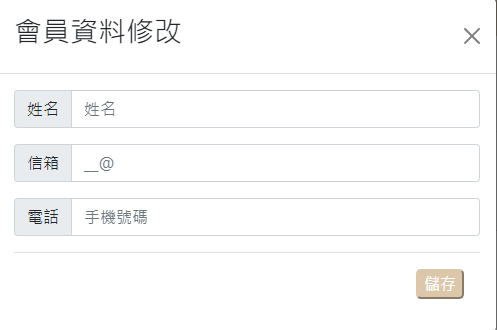 會員資料修改
姓名 姓名
信箱 __@
電話 手機號碼
儲存